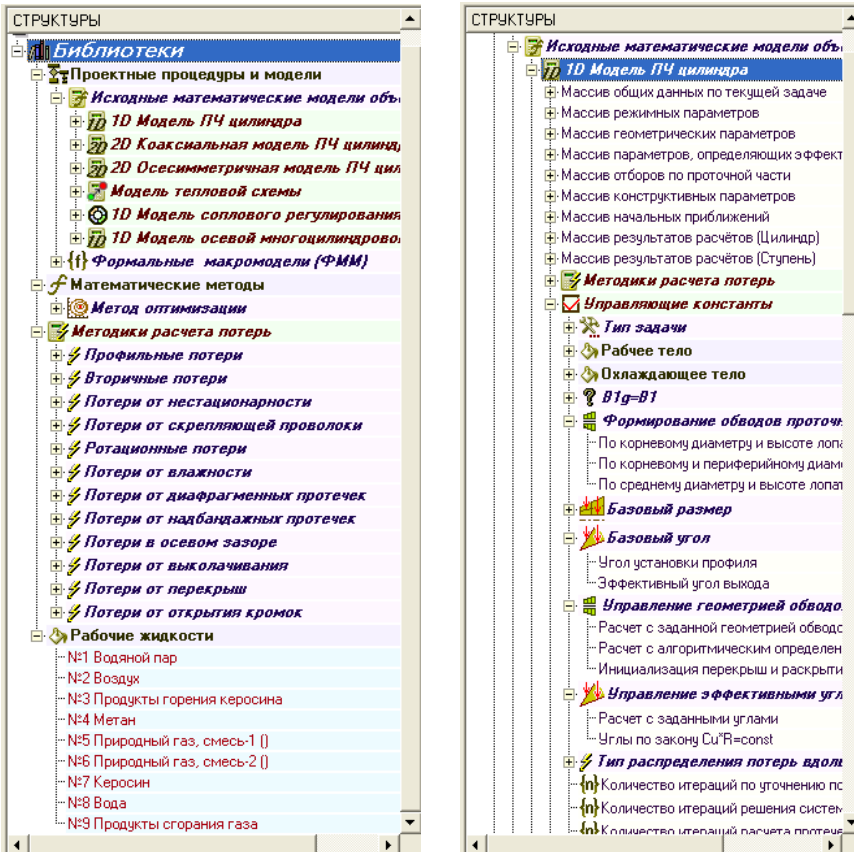 СТРУКТУРЫ
Библиотеки
Проектные процедуры и модели
Исходные математические модели объ
1D Модель ПЧ цилиндра
2D Коаксиальная модель ПЧ цилинд
2D Осесимметричная модель ПЧ цил
Модель тепловой схемы
1D Модель соплового регулирования
1D Модель осевой многоцилиндрово
{f} Формальные макромодели (ФММ)
Математические методы
Метод оптимизации
Методики расчета потерь
Профильные потери
Вторичные потери
Потери от нестационарности
Потери от скрепляющей проволоки
Ротационные потери
Потери от влажности
Потери от диафрагменных протечек
Потери от надбандажных протечек
Потери в осевом зазоре
Потери от выколачивания
Потери от перекрыш
Потери от открытия кромок
Рабочие жидкости
№1 Водяной пар
№2 Воздух
№3 Продукты горения керосина
№4 Метан
№5 Природный газ, смесь-1 ()
№6 Природный газ, смесь-2 ()
№7 Керосин
№8 Вода
№9 Продукты сгорания газа
СТРУКТУРЫ
Исходные математические модели объ
1D Модель ПЧ цилиндра
Массив общих данных по текущей задаче
Массив режимных параметров
Массив геометрических параметров
Массив параметров, определяющих эффект
Массив отборов по проточной части
Массив конструктивных параметров
Массив начальных приближений
Массив результатов расчётов (Цилиндр)
Массив результатов расчётов (Ступень)
Методики расчета потерь
Управляющие константы
Тип задачи
Рабочее тело
Охлаждающее тело
? B1g=B1
Формирование обводов проточн
По корневому диаметру и высоте лопа
По корневому и периферийному диам
По среднему диаметру и высоте лопат
Базовый размер
Базовый угол
Угол установки профиля
Эффективный угол выхода
Управление геометрией обводо
Расчет с заданной геометрией обводо
Расчет с алгоритмическим определен
Инициализация перекрыш и раскрыти
Управление эффективными угл
Расчет с заданными углами
Углы по закону Cu*R=const
Тип распределения потерь вдоль
{n} Количество итераций по уточнению по
{n} Количество итераций решения систем
{n} Количество итераций расчета протече